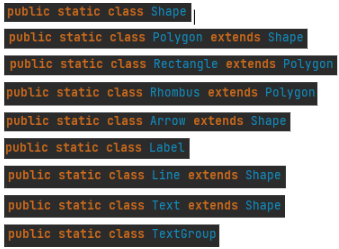 public static class Shape
public static class Polygon extends Shape
public static class Rectangle extends Polygon
public static class Rhombus extends Polygon
public static class Arrow extends Shape
public static class Label
public static class Line extends Shape
public static class Text extends Shape
public static class TextGroup